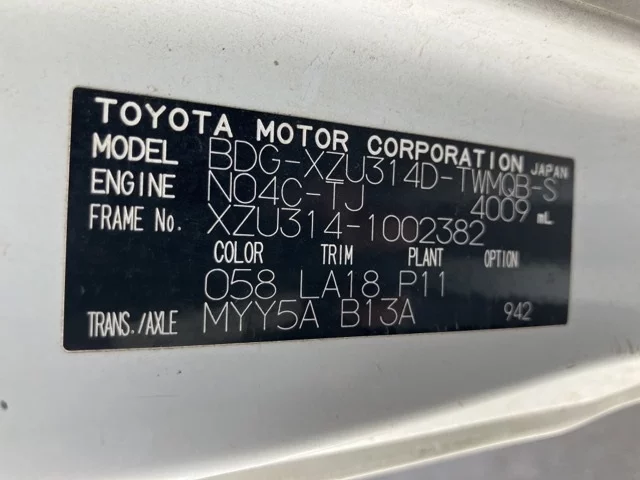 TOYOTA MOTOR CORPORATION JAPAN
MODEL BDG-XZU314D-TWMQB-S
ENGINE N04C-TJ 4009 mL
FRAME No. XZU314-1002382
COLOR TRIM PLANT OPTION
058 LA18 P11
TRANS./AXLE MYY5A B13A 942